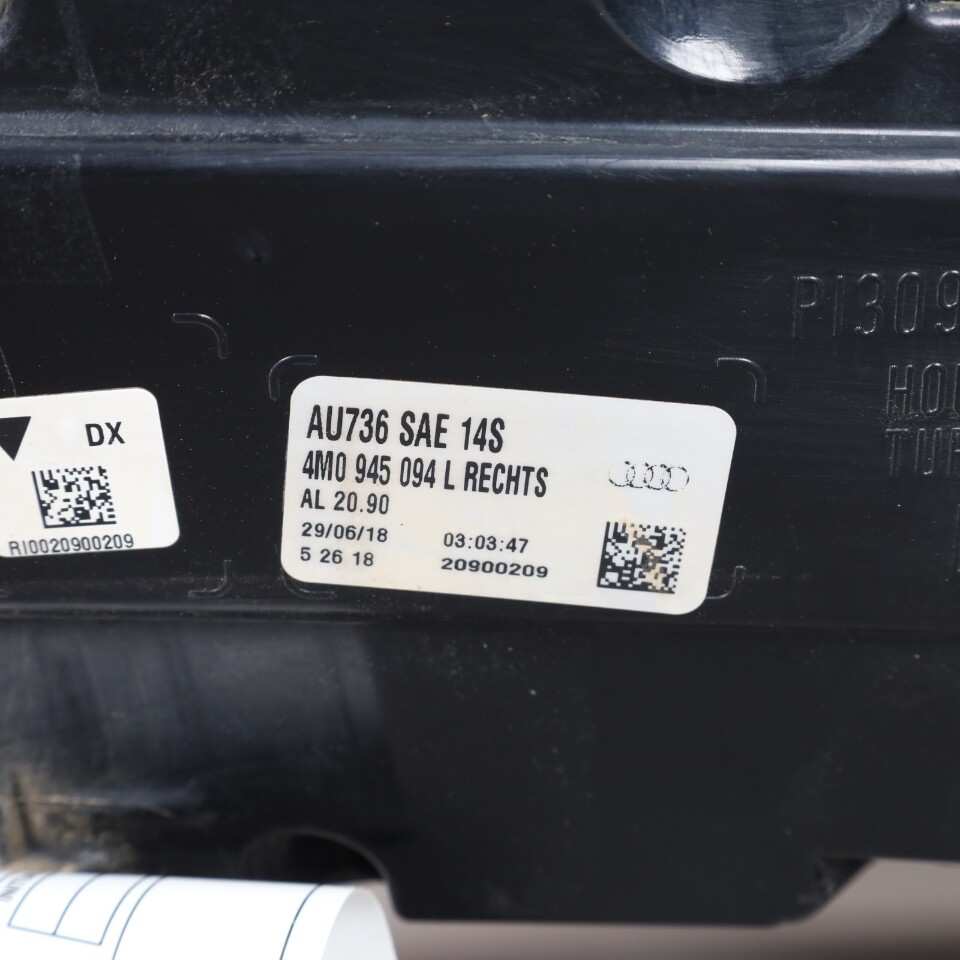 PI309
DX
RI0020900209
AU736 SAE 14S
4M0 945 094 L RECHTS
AL 20.90
29/06/18 03:03:47
5 26 18 20900209